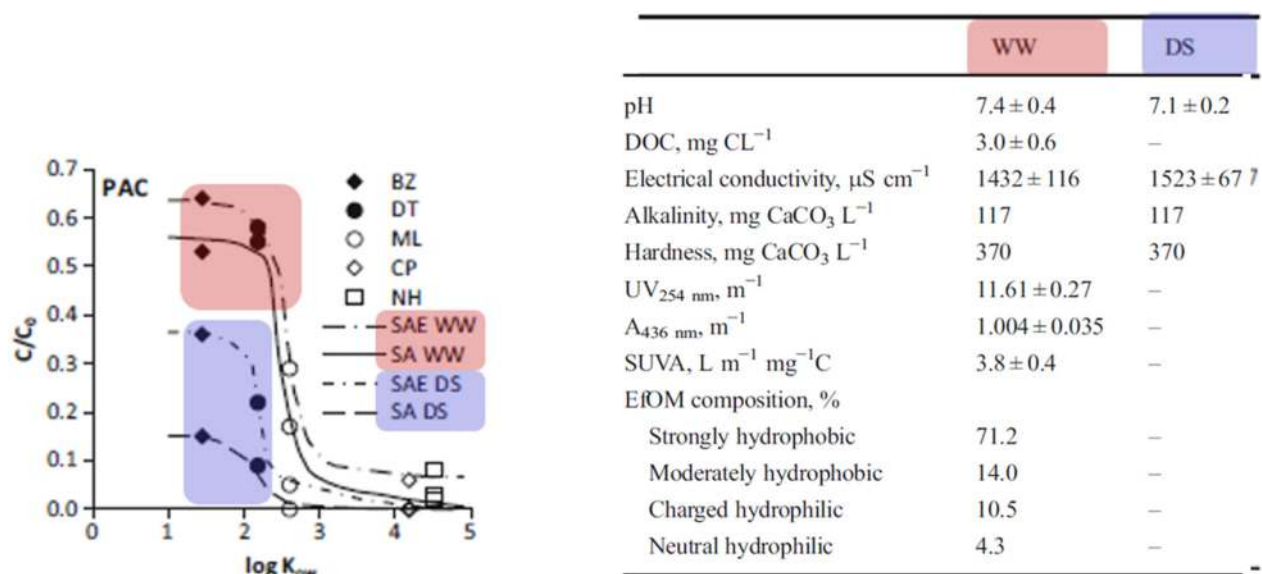 PAC
0.7
0.6
0.5
0.4
0.3
0.2
0.1
0.0
C/C₀
0 1 2 3 4 5
log K
BZ
DT
ML
CP
NH
SAE WW
SA WW
SAE DS
SA DS
WW DS
pH 7.4 ± 0.4 7.1 ± 0.2
DOC, mg CL⁻¹ 3.0 ± 0.6 –
Electrical conductivity, μS cm⁻¹ 1432 ± 116 1523 ± 67 7
Alkalinity, mg CaCO₃ L⁻¹ 117 117
Hardness, mg CaCO₃ L⁻¹ 370 370
UV₂₅₄ ₙₘ, m⁻¹ 11.61 ± 0.27 –
A₄₃₆ ₙₘ, m⁻¹ 1.004 ± 0.035 –
SUVA, L m⁻¹ mg⁻¹C 3.8 ± 0.4 –
EfOM composition, %
Strongly hydrophobic 71.2 –
Moderately hydrophobic 14.0 –
Charged hydrophilic 10.5 –
Neutral hydrophilic 4.3 –